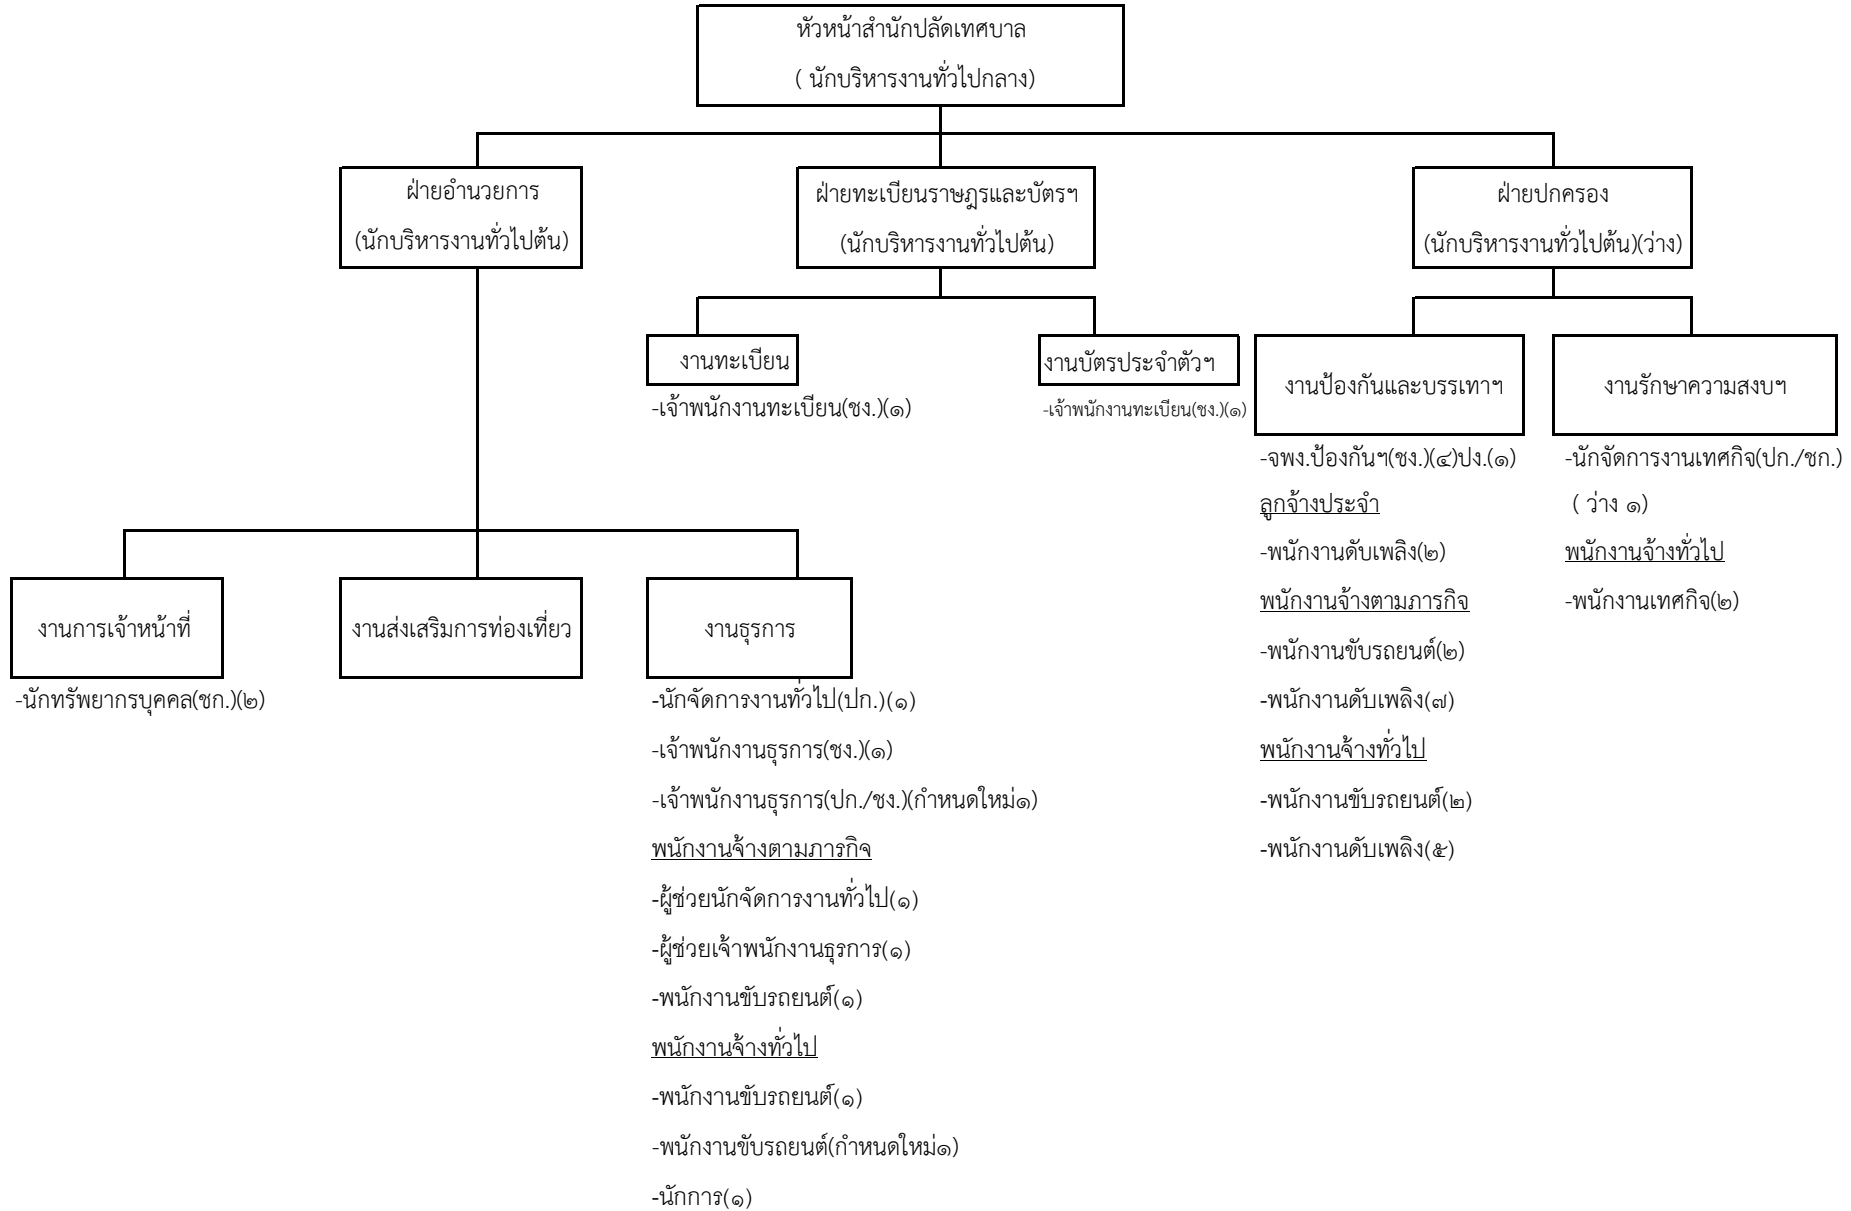 หัวหน้าสำนักปลัดเทศบาล
( นักบริหารงานทั่วไปกลาง)
ฝ่ายอำนวยการ
(นักบริหารงานทั่วไปต้น)
ฝ่ายทะเบียนราษฎรและบัตรฯ
(นักบริหารงานทั่วไปต้น)
ฝ่ายปกครอง
(นักบริหารงานทั่วไปต้น)(ว่าง)
งานทะเบียน
-เจ้าพนักงานทะเบียน(ชง.)(๑)
งานบัตรประจำตัวฯ
-เจ้าพนักงานทะเบียน(ชง.)(๑)
งานป้องกันและบรรเทาฯ
-จพง.ป้องกันฯ(ชง.)(๔)ปง.(๑)
ลูกจ้างประจำ
-พนักงานดับเพลิง(๒)
พนักงานจ้างตามภารกิจ
-พนักงานขับรถยนต์(๒)
-พนักงานดับเพลิง(๗)
พนักงานจ้างทั่วไป
-พนักงานขับรถยนต์(๒)
-พนักงานดับเพลิง(๕)
งานรักษาความสงบฯ
-นักจัดการงานเทศกิจ(ปก./ชก.)
( ว่าง ๑)
พนักงานจ้างทั่วไป
-พนักงานเทศกิจ(๒)
งานการเจ้าหน้าที่
-นักทรัพยากรบุคคล(ชก.)(๒)
งานส่งเสริมการท่องเที่ยว
งานธุรการ
-นักจัดการงานทั่วไป(ปก.)(๑)
-เจ้าพนักงานธุรการ(ชง.)(๑)
-เจ้าพนักงานธุรการ(ปก./ชง.)(กำหนดใหม่๑)
พนักงานจ้างตามภารกิจ
-ผู้ช่วยนักจัดการงานทั่วไป(๑)
-ผู้ช่วยเจ้าพนักงานธุรการ(๑)
-พนักงานขับรถยนต์(๑)
พนักงานจ้างทั่วไป
-พนักงานขับรถยนต์(๑)
-พนักงานขับรถยนต์(กำหนดใหม่๑)
-นักการ(๑)